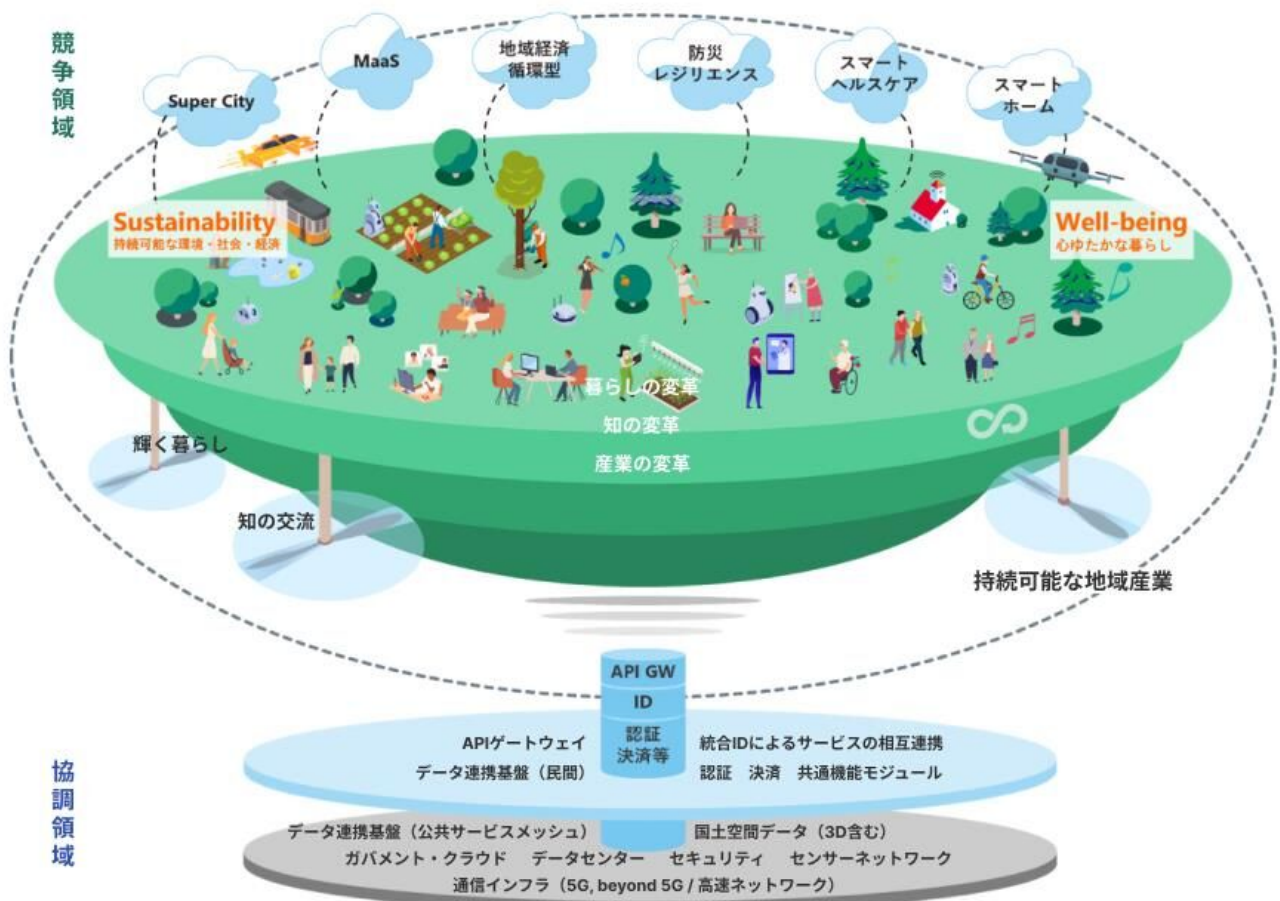 競争領域
Super City
MaaS
地域経済
循環型
防災
レジリエンス
スマート
ヘルスケア
スマート
ホーム
Sustainability
持続可能な環境・社会・経済
Well-being
心ゆたかな暮らし
暮らしの変革
知の変革
産業の変革
輝く暮らし
知の交流
持続可能な地域産業
API GW
ID
認証
決済等
協調領域
APIゲートウェイ
統合IDによるサービスの相互連携
データ連携基盤（民間）
認証 決済 共通機能モジュール
データ連携基盤（公共サービスメッシュ）
国土空間データ（3D含む）
ガバメント・クラウド データセンター セキュリティ センサーネットワーク
通信インフラ（5G, beyond 5G / 高速ネットワーク）